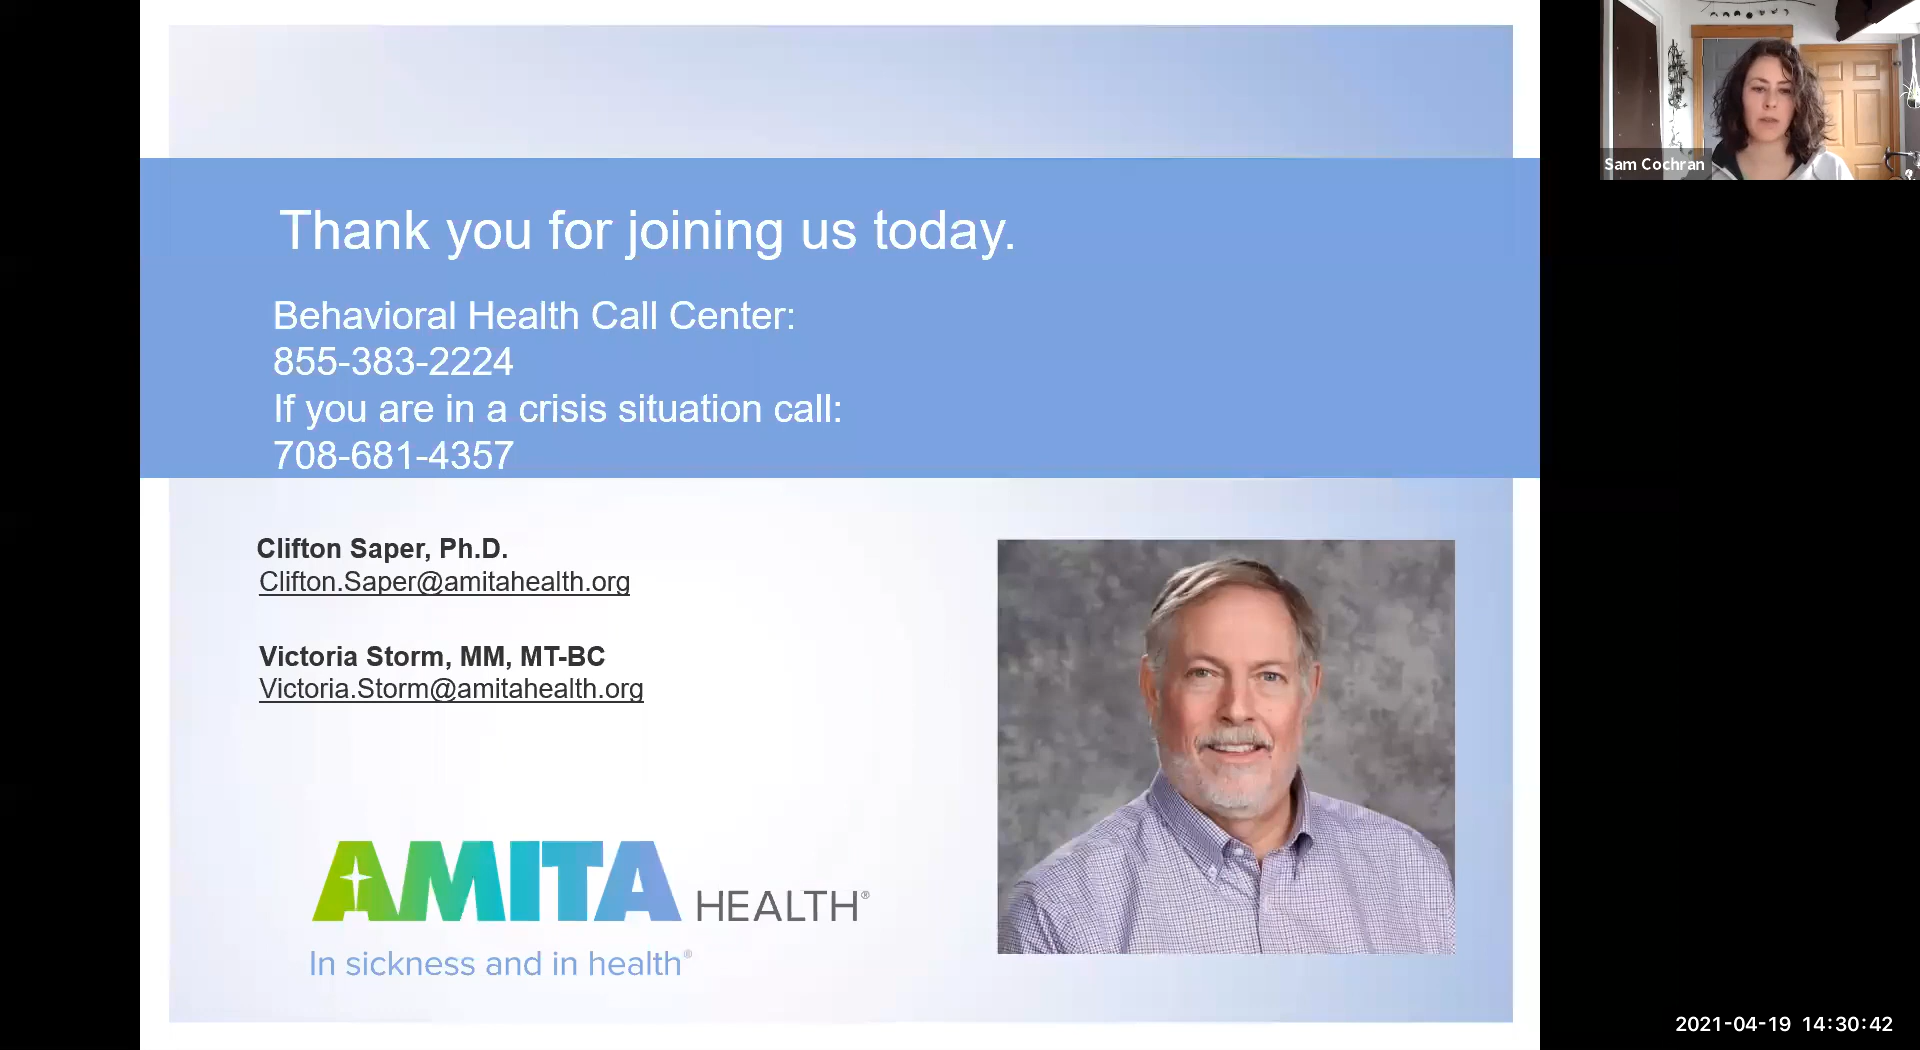 Thank you for joining us today.
Behavioral Health Call Center:
855-383-2224
If you are in a crisis situation call:
708-681-4357
Clifton Saper, Ph.D.
Clifton.Saper@amitahealth.org
Victoria Storm, MM, MT-BC
Victoria.Storm@amitahealth.org
AMITA HEALTH®
In sickness and in health®
Sam Cochran
2021-04-19 14:30:42